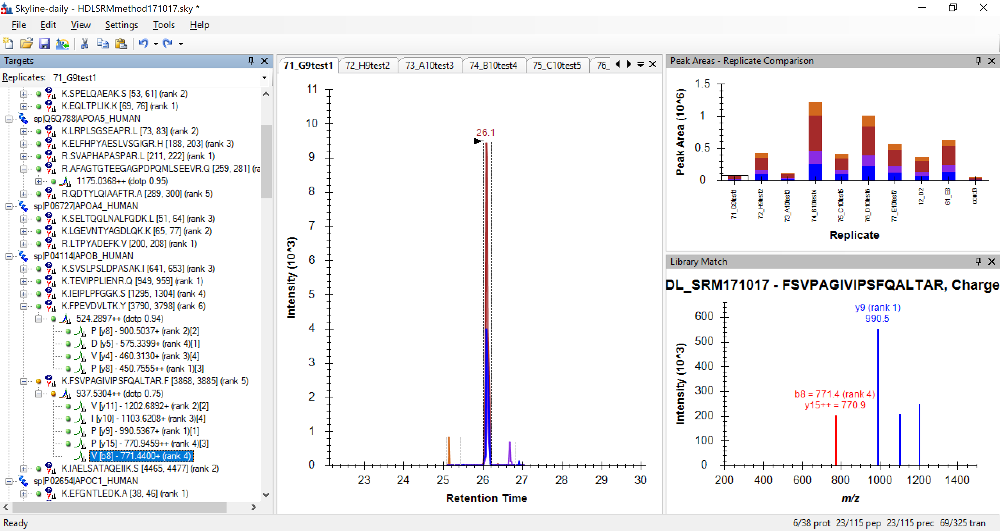 Skyline-daily - HDLSRMmethod171017.sky *
File Edit View Settings Tools Help
Targets
Replicates: 71_G9test1
K.SPELQAEAK.S [53, 61] (rank 2)
K.EQLTPLIK.K [69, 76] (rank 1)
sp|Q6Q788|APOA5_HUMAN
K.LRPLSGSEAPR.L [73, 83] (rank 2)
K.ELFHPYAESLVSGIGR.H [188, 203] (rank 3)
R.SVAPHAPASPAR.L [211, 222] (rank 1)
R.AFAGTGTEEGAGPDPQMLSEEVR.Q [259, 281] (ra
1175.0368++ (dotp 0.95)
R.QDTYLQIAAFTR.A [289, 300] (rank 5)
sp|P06727|APOA4_HUMAN
K.SELTQQLNALFQDK.L [51, 64] (rank 3)
K.LGEVNTYAGDLQK.K [65, 77] (rank 2)
R.LTPYADEFK.V [200, 208] (rank 1)
sp|P04114|APOB_HUMAN
K.SVSLPSLDPASAK.I [641, 653] (rank 3)
K.TEVIPPLIENR.Q [949, 959] (rank 1)
K.IEIPLPFGGK.S [1295, 1304] (rank 4)
K.FPEVDVLTK.Y [3790, 3798] (rank 6)
524.2897++ (dotp 0.94)
P [y8] - 900.5037+ (rank 2)[2]
D [y5] - 575.3399+ (rank 4)[1]
V [y4] - 460.3130+ (rank 3)[4]
P [y8] - 450.7555++ (rank 1)[3]
K.FSVPAGIVIPSFQALTAR.F [3868, 3885] (rank 5)
937.5304++ (dotp 0.75)
V [y11] - 1202.6892+ (rank 2)[2]
I [y10] - 1103.6208+ (rank 3)[4]
P [y9] - 990.5367+ (rank 1)[1]
P [y15] - 770.9459++ (rank 4)[3]
V [b8] - 771.4400+ (rank 4)
K.IAELSATAQEIIK.S [4465, 4477] (rank 2)
sp|P02654|APOC1_HUMAN
K.EFGNTLEDK.A [38, 46] (rank 1)
71_G9test1 72_H9test2 73_A10test3 74_B10test4 75_C10test5 76_
11
10
9
8
7
6
5
4
3
2
1
0
Intensity (10^3)
26.1
23 24 25 26 27 28 29 30
Retention Time
Peak Areas - Replicate Comparison
1.5
1
0.5
0
Peak Area (10^6)
71_G9test1 72_H9test2 73_A10test3 74_B10test4 75_C10test5 76_D10test6 77_E10test7 12_D2 61_E8
Replicate
Library Match
DL_SRM171017 - FSVPAGIVIPSFQALTAR, Charge
y9 (rank 1)
990.5
b8 = 771.4 (rank 4)
y15++ = 770.9
600
500
400
300
200
100
0
Intensity (10^3)
200 400 600 800 1000 1200 1400
m/z
Ready
6/38 prot 23/115 pep 23/115 prec 69/325 tran